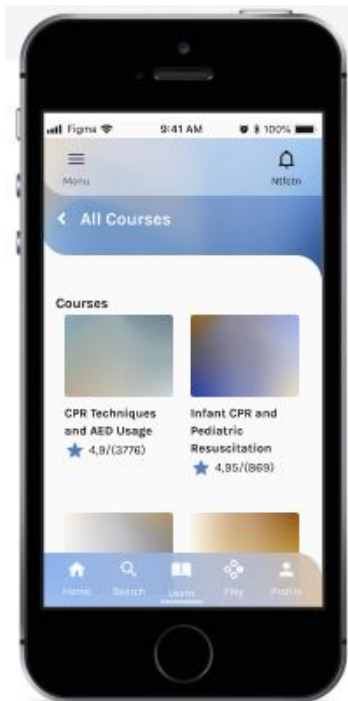 Figma 9:41 AM 100%
Menu Ntfctn
All Courses
Courses
CPR Techniques
and AED Usage
4,9/(3776)
Infant CPR and
Pediatric
Resuscitation
4,95/(869)
Home Search Learn Play Profile